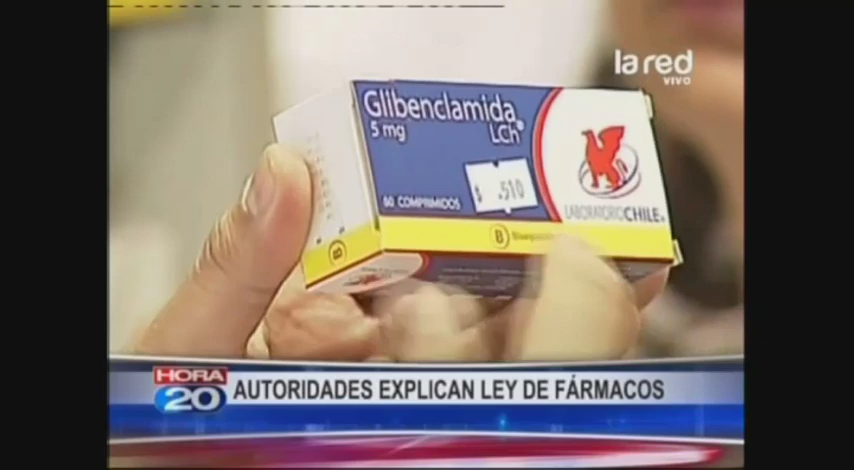 la red
VIVO
Glibenclamida
5 mg
LCh®
$ .510
60 COMPRIMIDOS
LABORATORIO CHILE®
B
B
HORA
20
AUTORIDADES EXPLICAN LEY DE FÁRMACOS